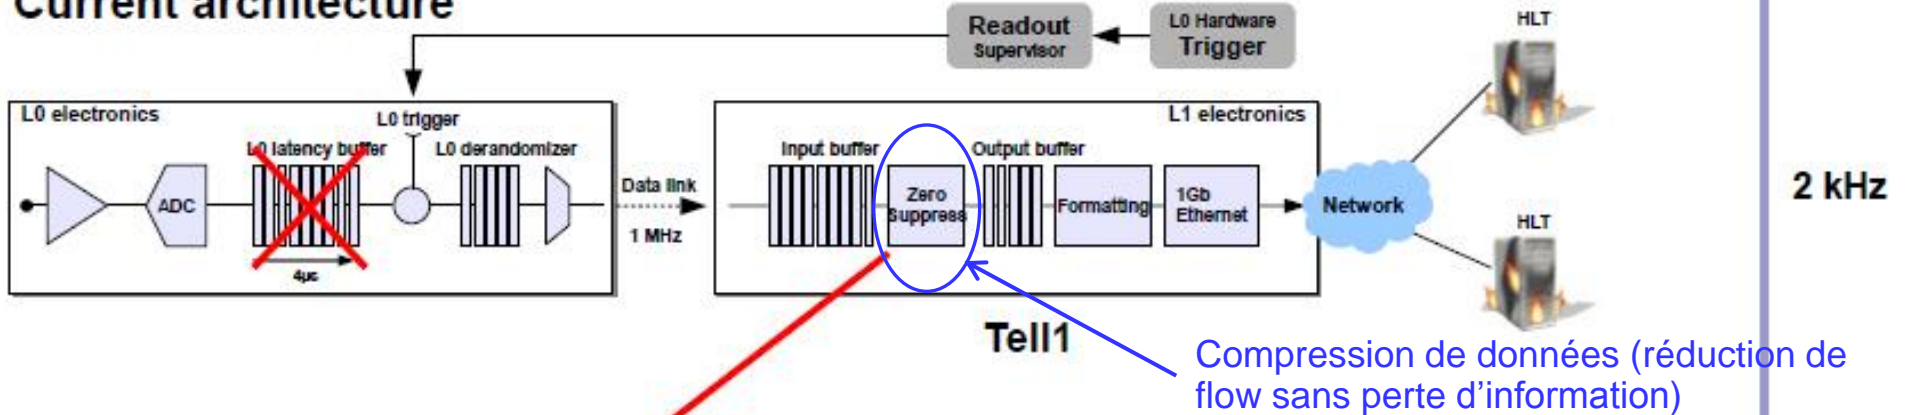 Current architecture
Readout
Supervisor
L0 Hardware
Trigger
HLT
L0 electronics
L0 trigger
L0 latency buffer
L0 derandomizer
ADC
4µs
Data link
1 MHz
L1 electronics
Input buffer
Output buffer
Zero
Suppress
Formatting
1Gb
Ethernet
Network
HLT
2 kHz
Tell1
Compression de données (réduction de
flow sans perte d’information)